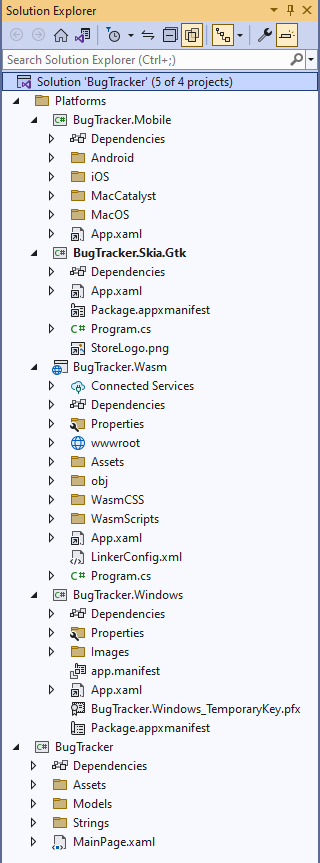 Solution Explorer
Search Solution Explorer (Ctrl+;)
Solution 'BugTracker' (5 of 4 projects)
Platforms
BugTracker.Mobile
Dependencies
Android
iOS
MacCatalyst
MacOS
App.xaml
BugTracker.Skia.Gtk
Dependencies
App.xaml
Package.appxmanifest
C# Program.cs
StoreLogo.png
BugTracker.Wasm
Connected Services
Dependencies
Properties
wwwroot
Assets
obj
WasmCSS
WasmScripts
App.xaml
LinkerConfig.xml
C# Program.cs
C# BugTracker.Windows
Dependencies
Properties
Images
app.manifest
App.xaml
BugTracker.Windows_TemporaryKey.pfx
Package.appxmanifest
C# BugTracker
Dependencies
Assets
Models
Strings
MainPage.xaml